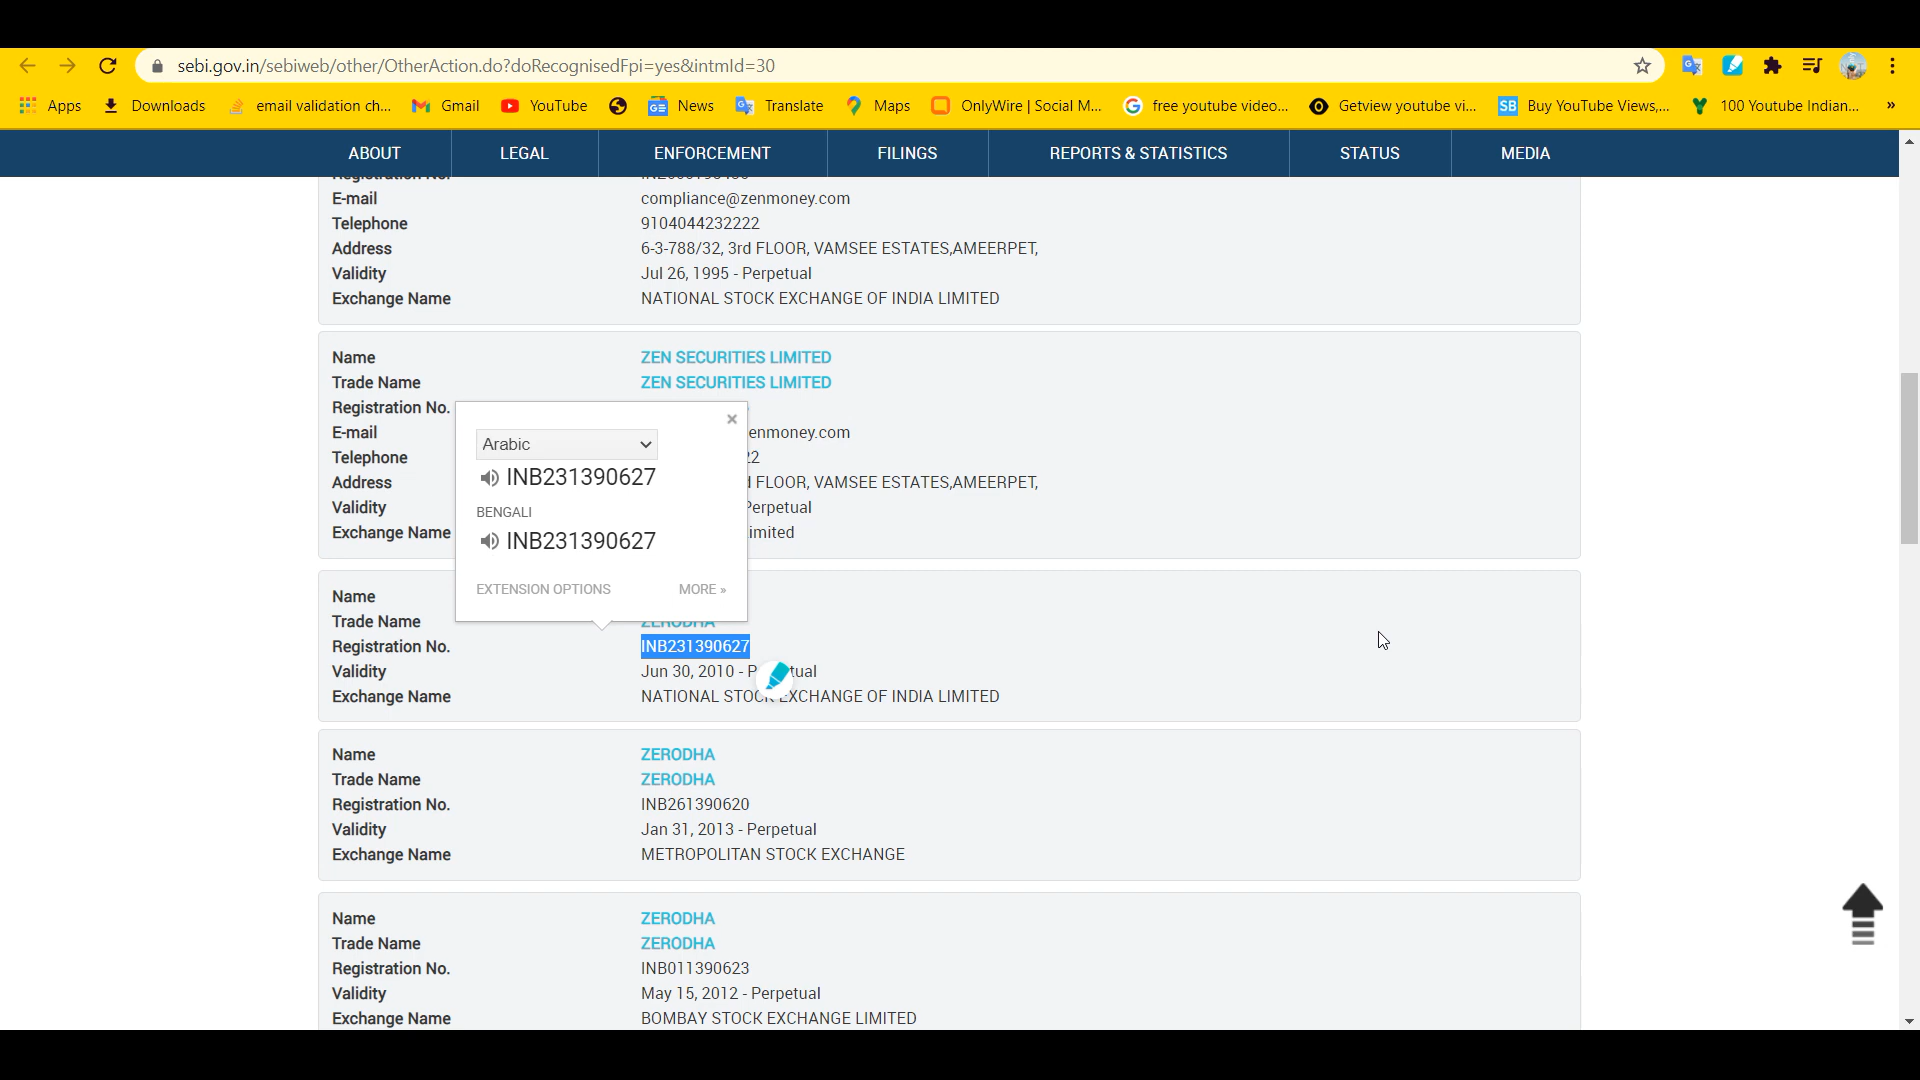 sebi.gov.in/sebiweb/other/OtherAction.do?doRecognisedFpi=yes&intmId=30
Apps Downloads email validation ch... Gmail YouTube News Translate Maps OnlyWire | Social M... free youtube video... Getview youtube vi... SB Buy YouTube Views,... 100 Youtube Indian... »
ABOUT LEGAL ENFORCEMENT FILINGS REPORTS & STATISTICS STATUS MEDIA
E-mail compliance@zenmoney.com
Telephone 9104044232222
Address 6-3-788/32, 3rd FLOOR, VAMSEE ESTATES,AMEERPET,
Validity Jul 26, 1995 - Perpetual
Exchange Name NATIONAL STOCK EXCHANGE OF INDIA LIMITED
Name ZEN SECURITIES LIMITED
Trade Name ZEN SECURITIES LIMITED
Registration No.
E-mail enmoney.com
Telephone 22
Address FLOOR, VAMSEE ESTATES,AMEERPET,
Validity Perpetual
Exchange Name imited
Arabic
INB231390627
BENGALI
INB231390627
EXTENSION OPTIONS MORE »
Name
Trade Name ZERODHA
Registration No. INB231390627
Validity Jun 30, 2010 - P tual
Exchange Name NATIONAL STOCK EXCHANGE OF INDIA LIMITED
Name ZERODHA
Trade Name ZERODHA
Registration No. INB261390620
Validity Jan 31, 2013 - Perpetual
Exchange Name METROPOLITAN STOCK EXCHANGE
Name ZERODHA
Trade Name ZERODHA
Registration No. INB011390623
Validity May 15, 2012 - Perpetual
Exchange Name BOMBAY STOCK EXCHANGE LIMITED